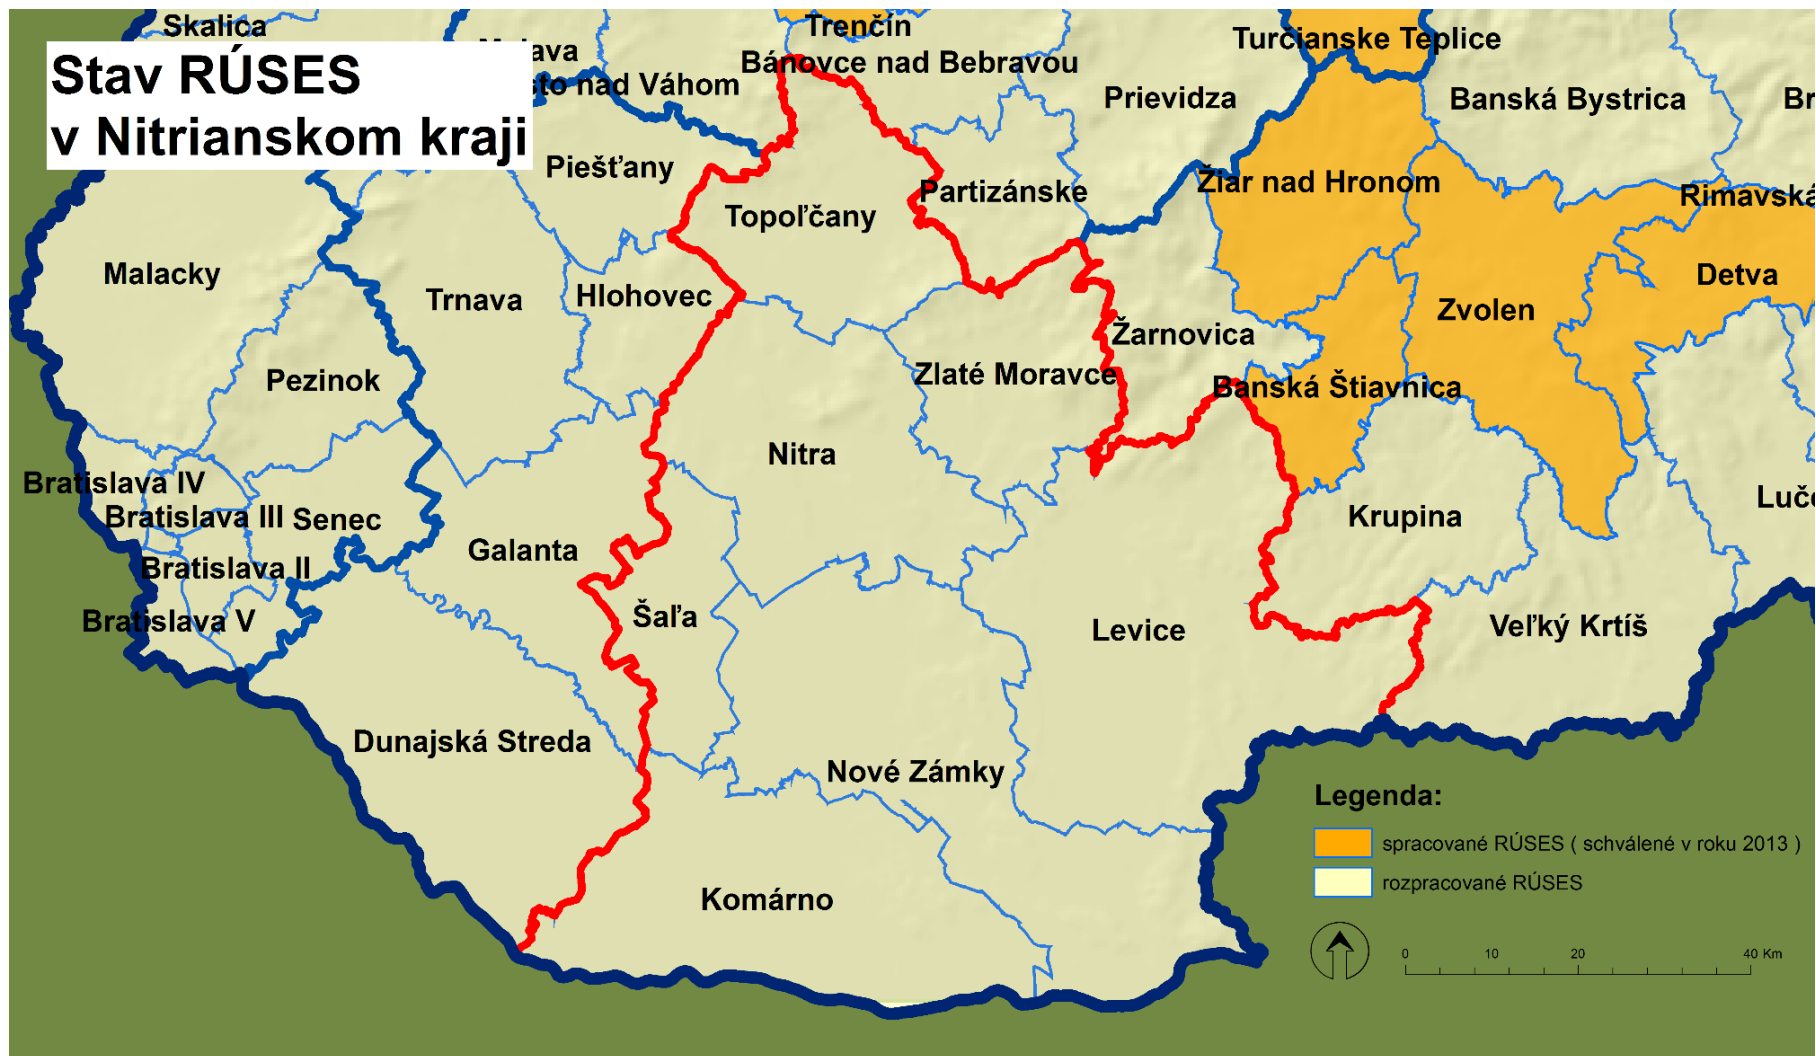 Stav RÚSES
v Nitrianskom kraji
Skalica
Trenčín
Turčianske Teplice
Bánovce nad Bebravou
nad Váhom
Prievidza
Banská Bystrica
Piešťany
Partizánske
Žiar nad Hronom
Rimavská
Topoľčany
Malacky
Trnava
Hlohovec
Detva
Zvolen
Žarnovica
Pezinok
Zlaté Moravce
Banská Štiavnica
Nitra
Bratislava IV
Bratislava III
Senec
Krupina
Galanta
Bratislava II
Bratislava V
Šaľa
Levice
Veľký Krtíš
Dunajská Streda
Nové Zámky
Komárno
Legenda:
spracované RÚSES ( schválené v roku 2013 )
rozpracované RÚSES
0 10 20 40 Km